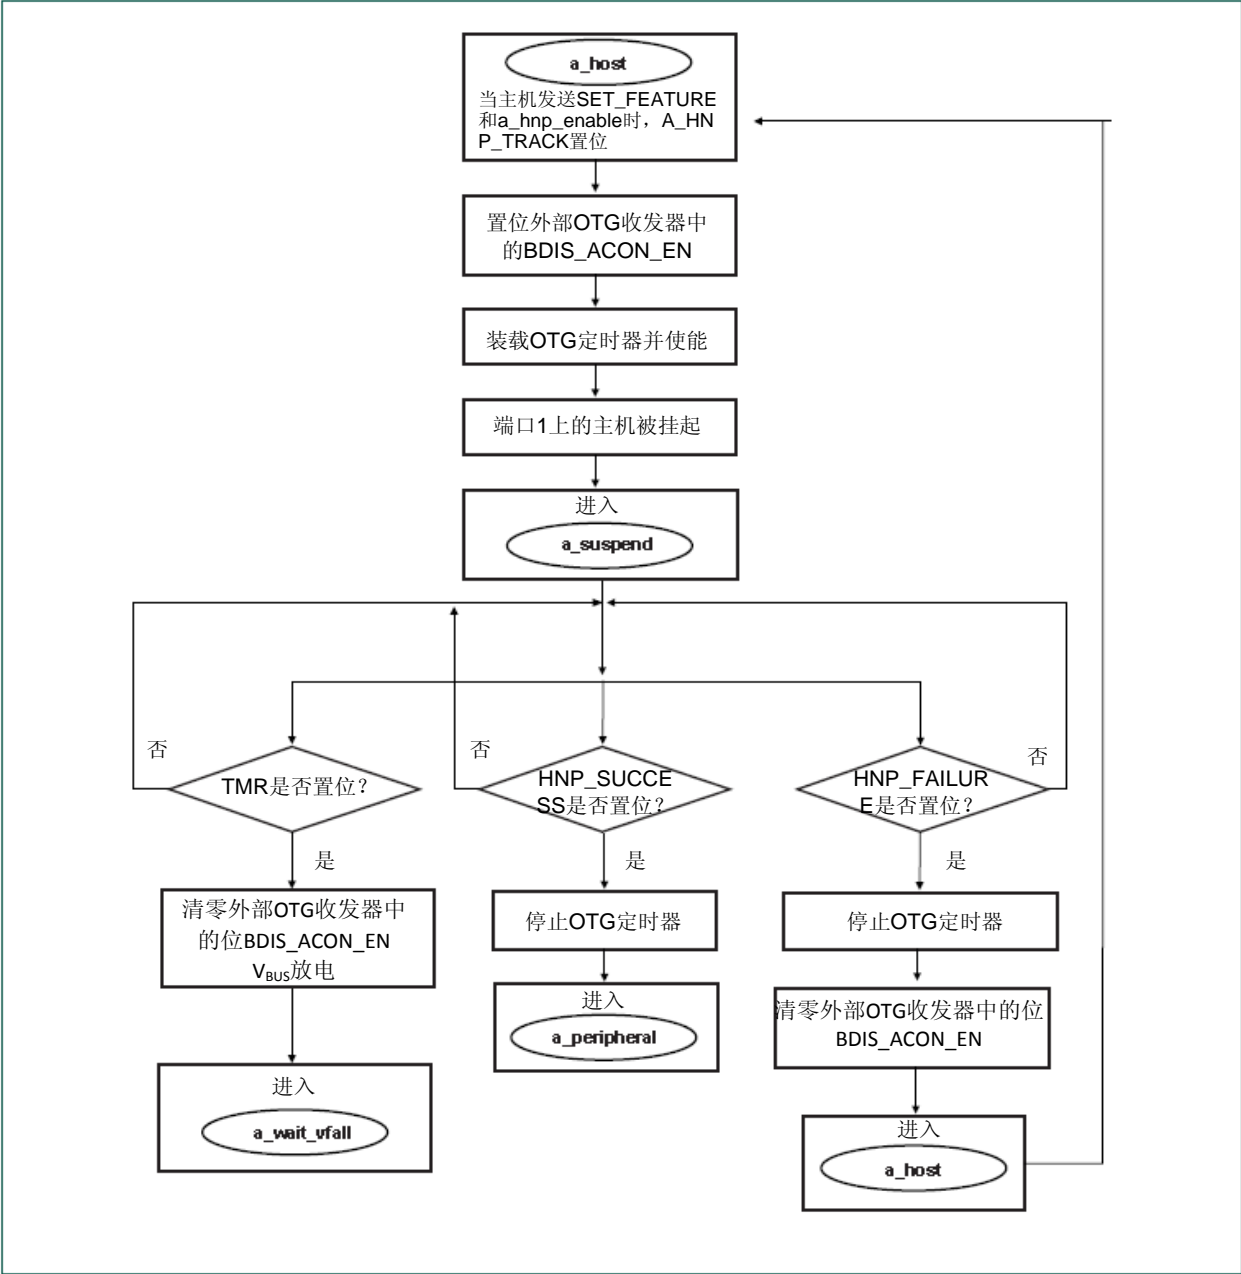 a_host
当主机发送SET_FEATURE
和a_hnp_enable时，A_HN
P_TRACK置位
置位外部OTG收发器中
的BDIS_ACON_EN
装载OTG定时器并使能
端口1上的主机被挂起
进入
a_suspend
否
否
否
TMR是否置位？
HNP_SUCCE
SS是否置位？
HNP_FAILUR
E是否置位？
是
是
是
清零外部OTG收发器中
的位BDIS_ACON_EN
VBUS放电
停止OTG定时器
停止OTG定时器
进入
a_peripheral
清零外部OTG收发器中的位
BDIS_ACON_EN
进入
a_wait_vfall
进入
a_host